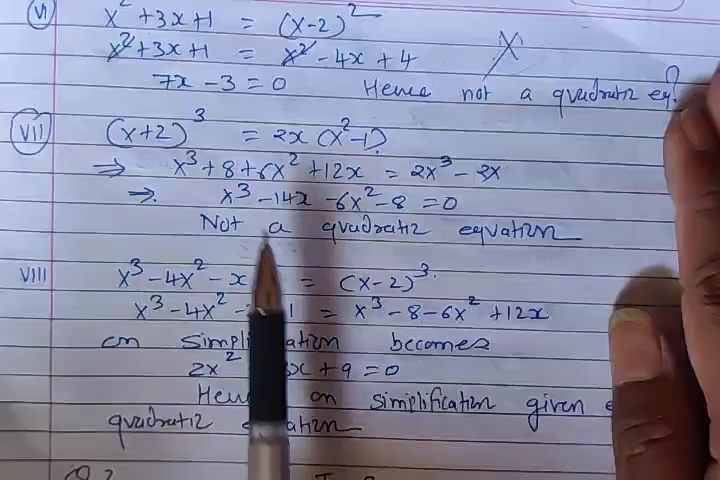 VI x² + 3x + 1 = (x-2)²
x² + 3x + 1 = x² - 4x + 4
7x - 3 = 0 Hence not a quadratic eq?
VII (x+2)³ = 2x (x²-1).
⇒ x³ + 8 + 6x² + 12x = 2x³ - 2x
⇒ x³ - 14x - 6x² - 8 = 0
Not a quadratic equation
VIII x³ - 4x² - x = (x-2)³.
x³ - 4x² - 1 = x³ - 8 - 6x² + 12x
on becomes
2x² x + 9 = 0
on simplification given
quadratic